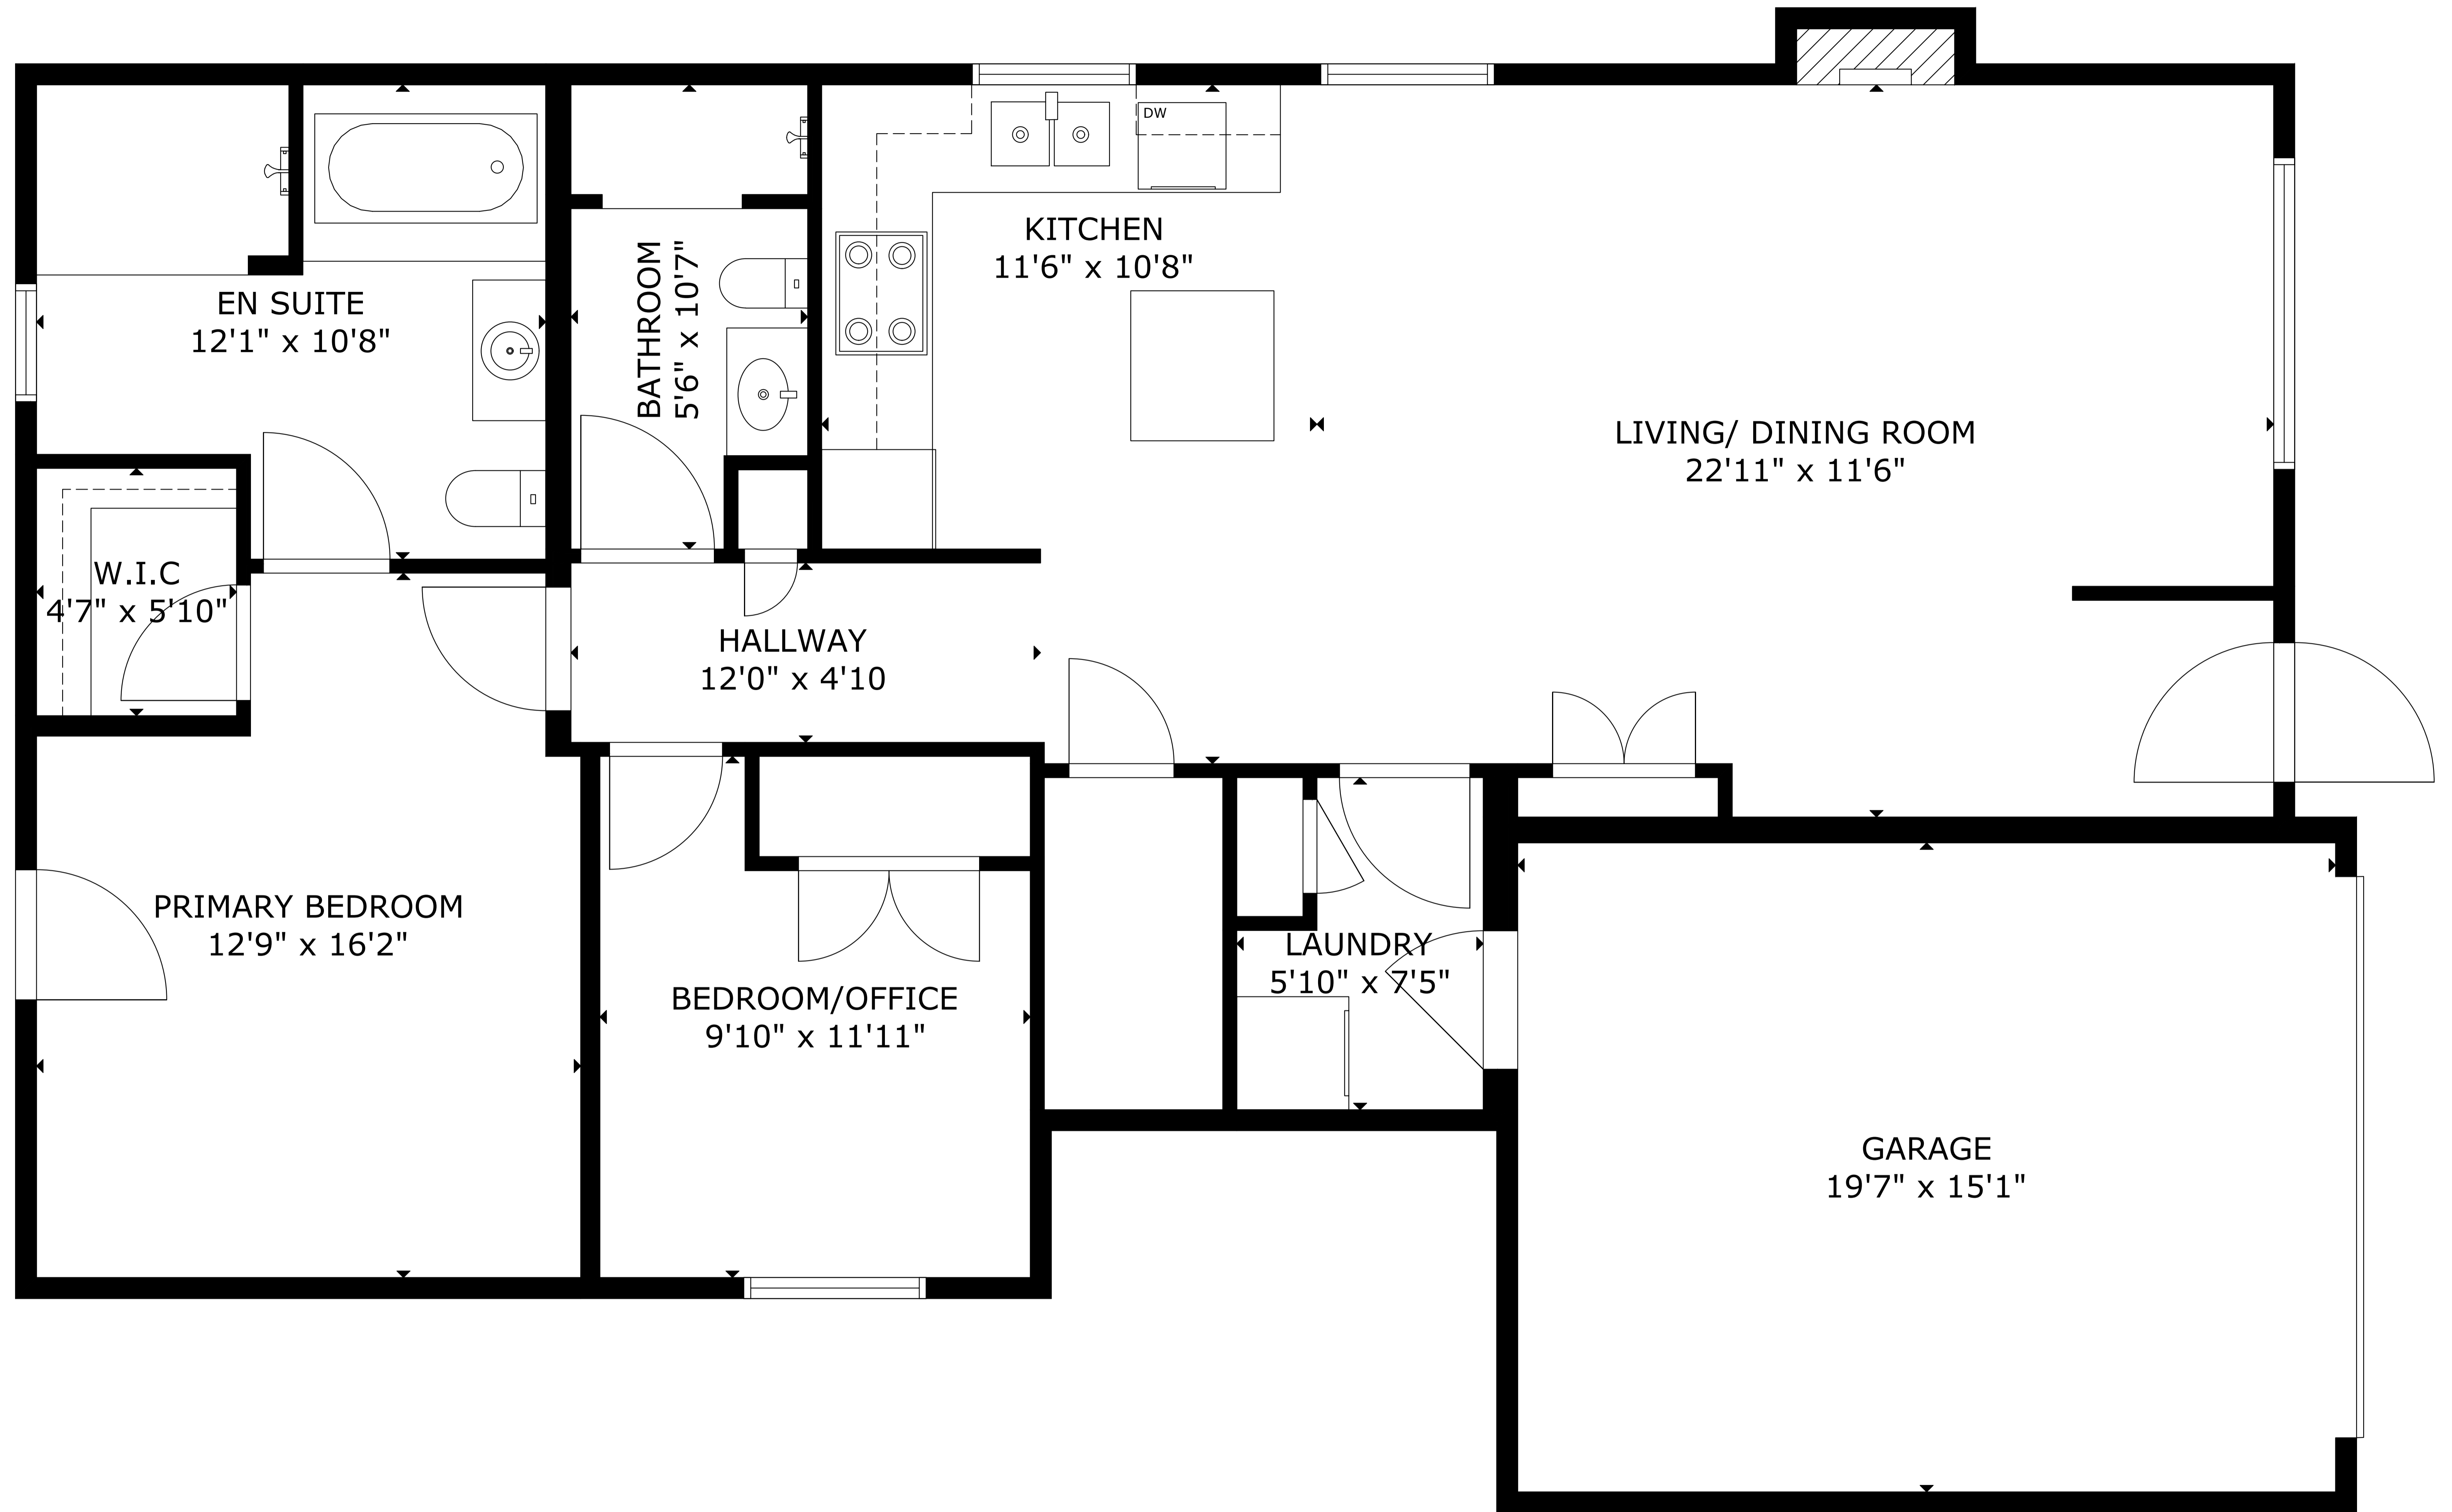 DW
KITCHEN
11'6" x 10'8"
EN SUITE
12'1" x 10'8"
BATHROOM
5'6" x 10'7"
LIVING/ DINING ROOM
22'11" x 11'6"
W.I.C
4'7" x 5'10"
HALLWAY
12'0" x 4'10
PRIMARY BEDROOM
12'9" x 16'2"
BEDROOM/OFFICE
9'10" x 11'11"
LAUNDRY
5'10" x 7'5"
GARAGE
19'7" x 15'1"